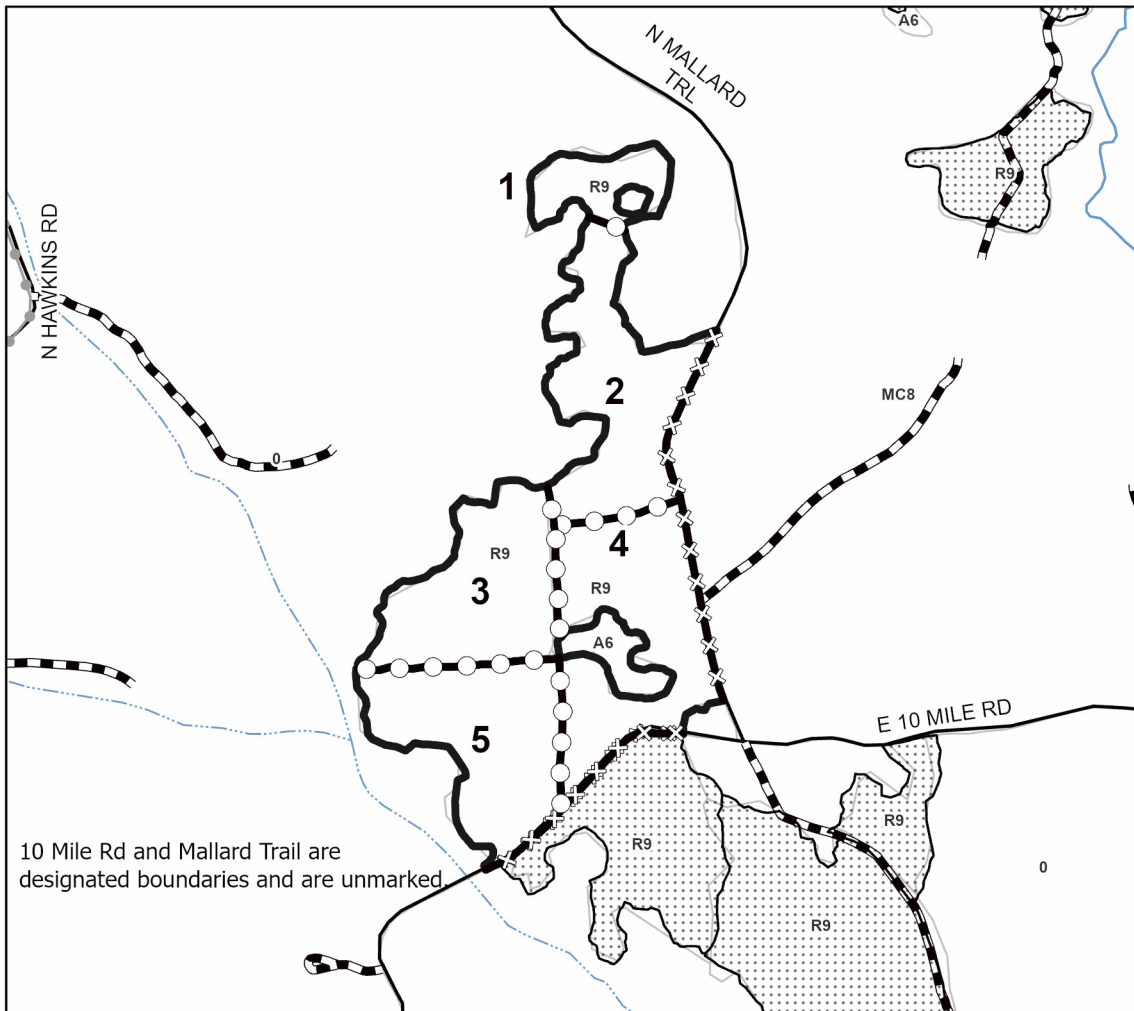 A6
N MALLARD
TRL
1
R9
R9
N HAWKINS RD
2
MC8
0
4
R9
3
R9
A6
E 10 MILE RD
5
R9
R9
10 Mile Rd and Mallard Trail are
designated boundaries and are unmarked.
0
R9